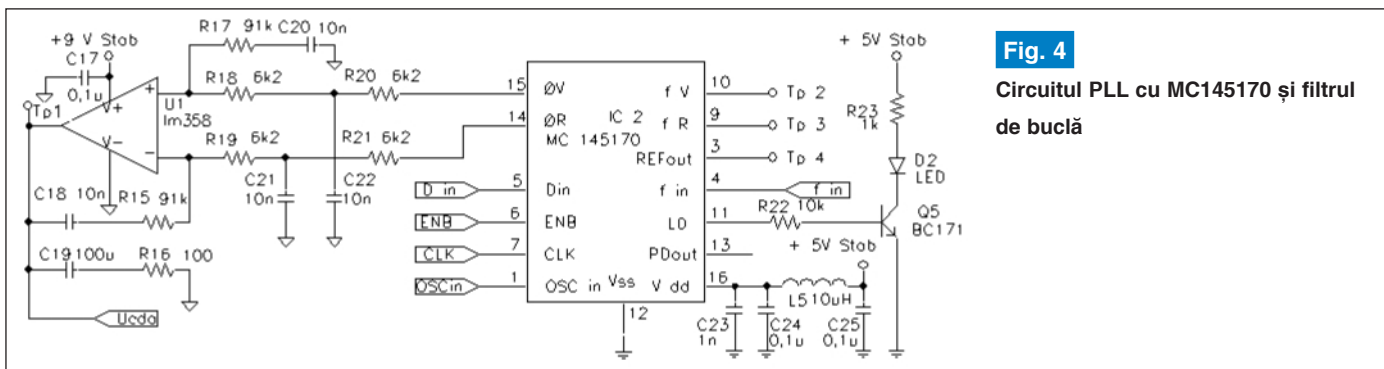 R17 91k C20 10n
+9 V Stab
C17
0,1u
Tp1
V+
V-
+
-
U1
lm358
R18 6k2
R20 6k2
R19 6k2
R21 6k2
C18 10n
R15 91k
C19 100u
R16 100
C21
10n
C22
10n
Ucda
15 ØV
14 ØR
IC 2
MC 145170
D in
5 Din
ENB
6 ENB
CLK
7 CLK
OSCin
1 OSC in
Vss
12
f V 10 Tp 2
f R 9 Tp 3
REFout 3 Tp 4
f in 4 f in
LD 11
R22 10k
PDout 13
V dd 16
+ 5V Stab
R23
1k
D2
LED
Q5
BC171
+ 5V Stab
L5 10uH
C23
1n
C24
0,1u
C25
0,1u
Fig. 4
Circuitul PLL cu MC145170 și filtrul
de buclă